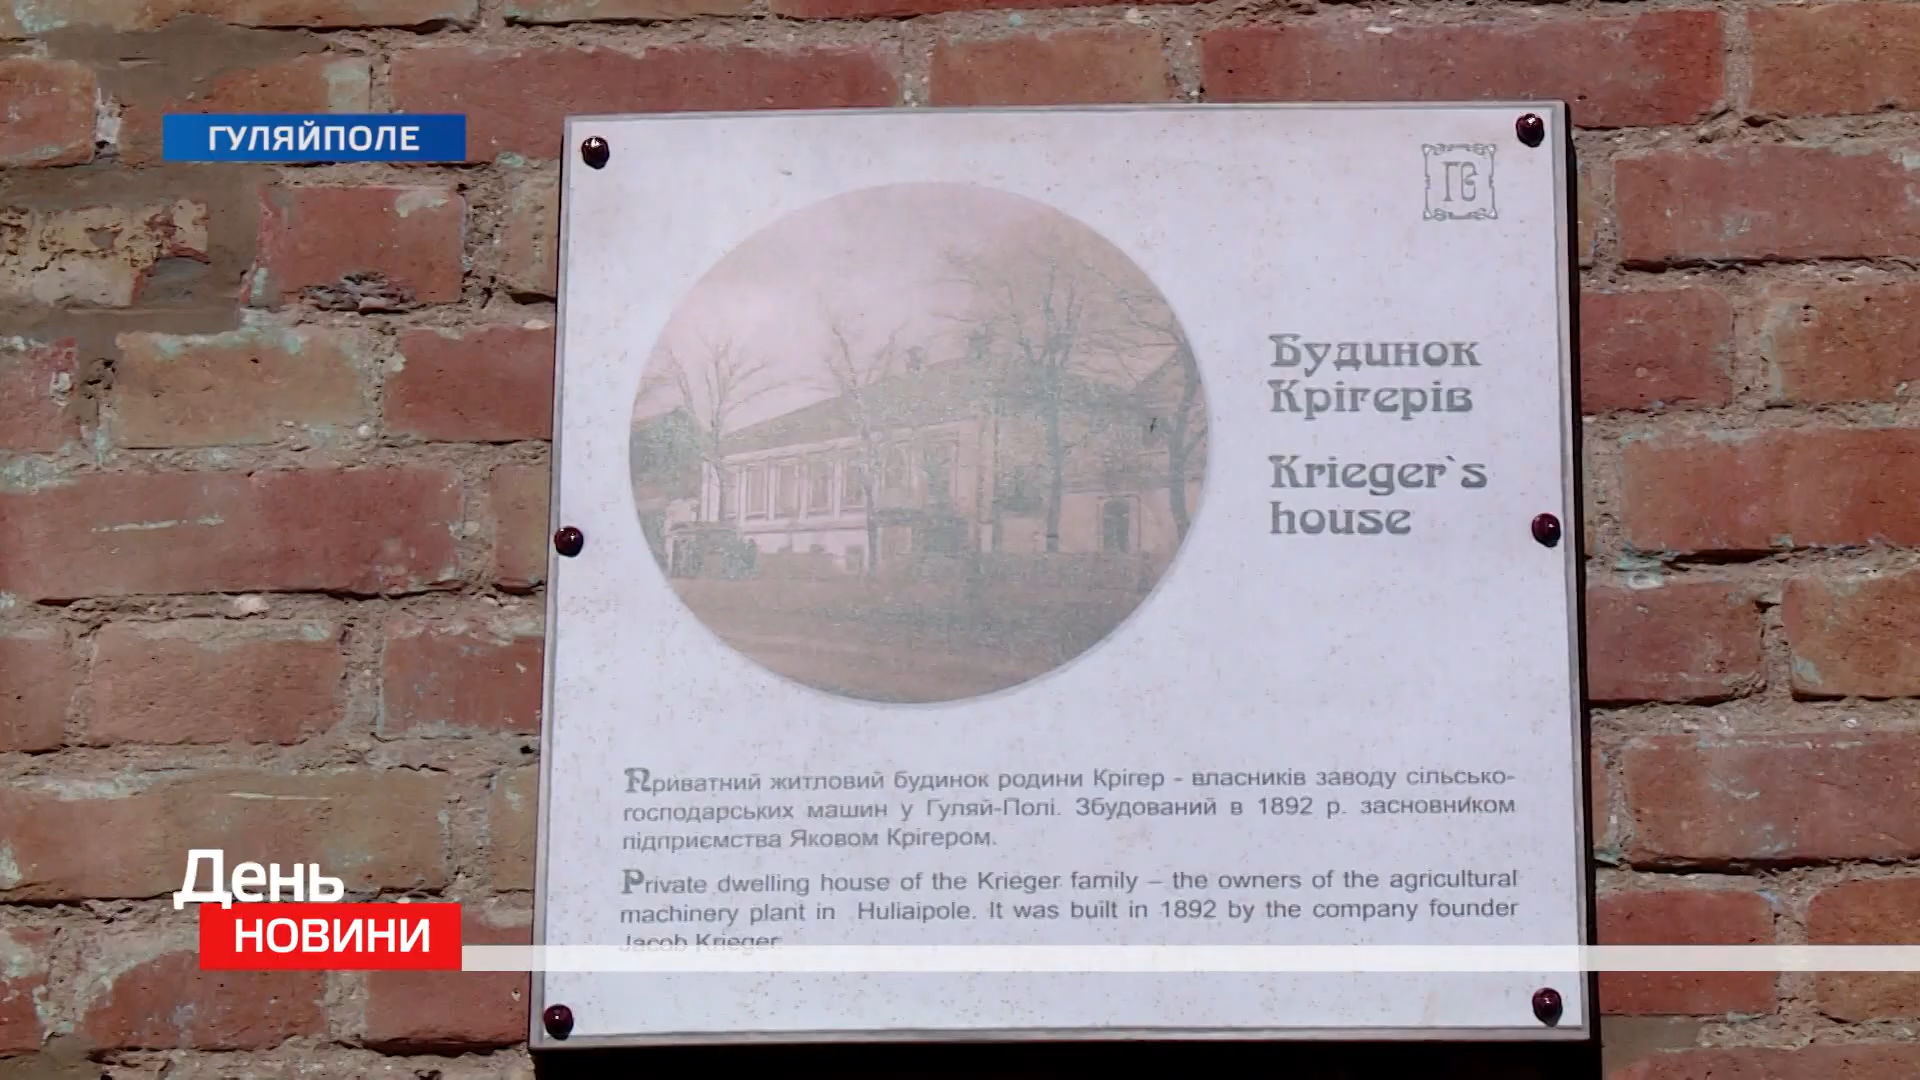 ГУЛЯЙПОЛЕ
Будинок
Крігерів
Krieger`s
house
Приватний житловий будинок родини Крігер - власників заводу сільсько-
господарських машин у Гуляй-Полі. Збудований в 1892 р. засновником
підприємства Яковом Крігером.
Private dwelling house of the Krieger family – the owners of the agricultural
machinery plant in Huliaipole. It was built in 1892 by the company founder
Jacob Krieger.
День
НОВИНИ